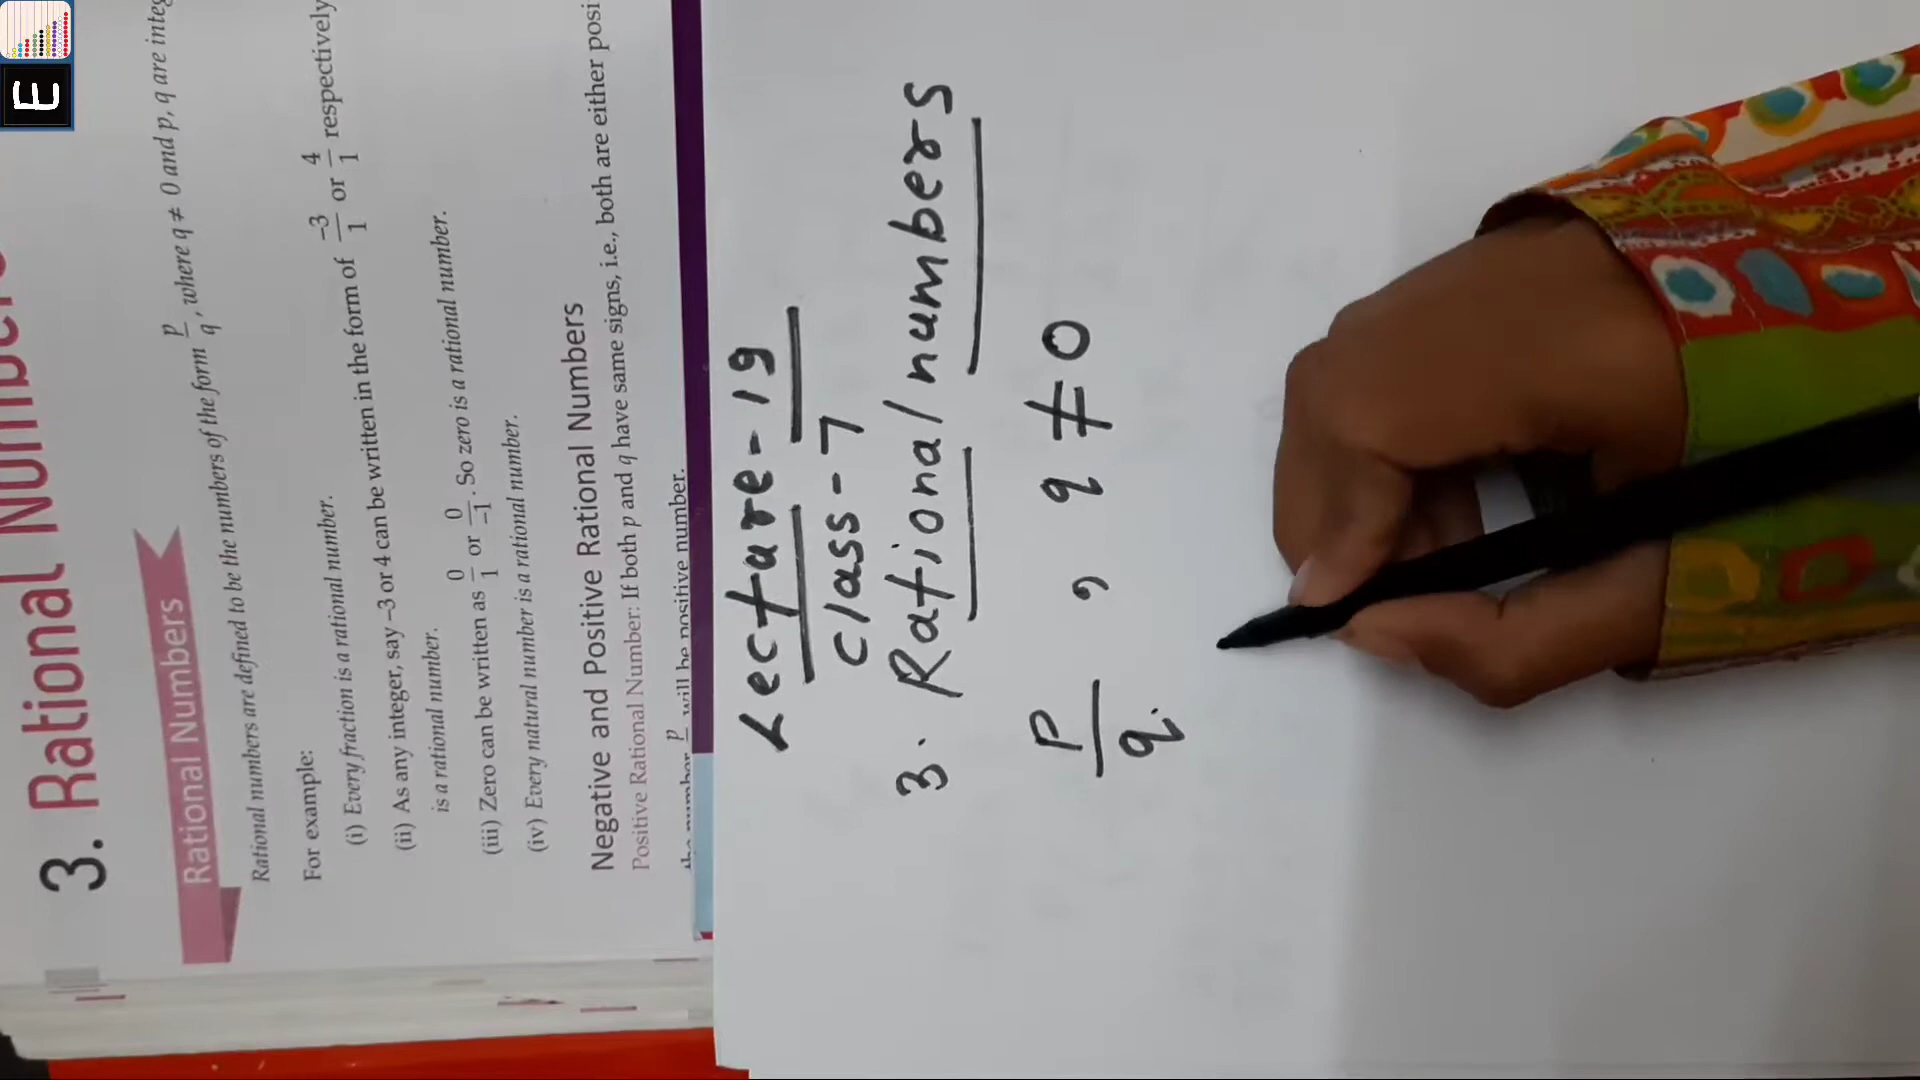 E
3. Rational Number
Rational Numbers
Rational numbers are defined to be the numbers of the form p/q, where q ≠ 0 and p, q are integ
For example:
(i) Every fraction is a rational number.
(ii) As any integer, say –3 or 4 can be written in the form of –3/1 or 4/1 respectively
is a rational number.
(iii) Zero can be written as 0/1 or 0/–1. So zero is a rational number.
(iv) Every natural number is a rational number.
Negative and Positive Rational Numbers
Positive Rational Number: If both p and q have same signs, i.e., both are either posi
the number p will be positive number.
Lecture-19
Class-7
3. Rational numbers
p/q , q ≠ 0